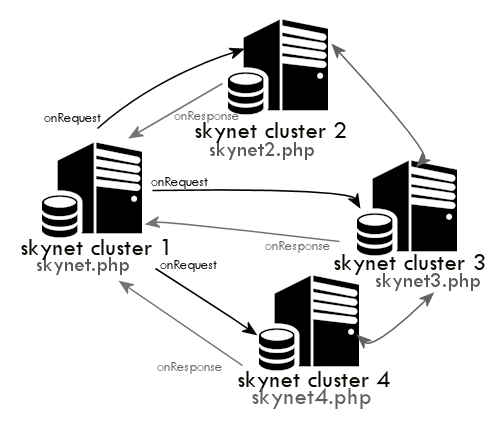 onRequest
onResponse
skynet cluster 2
skynet2.php
onRequest
skynet cluster 1
skynet.php
onResponse
onRequest
skynet cluster 3
skynet3.php
onResponse
skynet cluster 4
skynet4.php